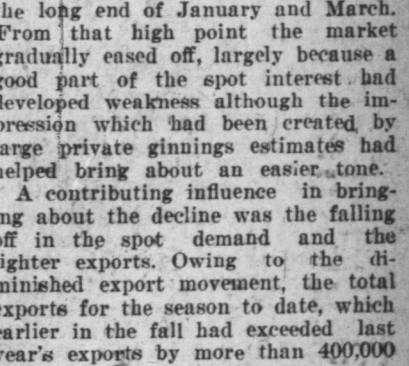 the long end of January and March.
From that high point the market
gradually eased off, largely because a
good part of the spot interest had
developed weakness although the im-
pression which had been created by
large private ginnings estimates had
helped bring about an easier tone.
A contributing influence in bring-
ing about the decline was the falling
off in the spot demand and the
lighter exports. Owing to the di-
minished export movement, the total
exports for the season to date, which
earlier in the fall had exceeded last
year's exports by more than 400,000